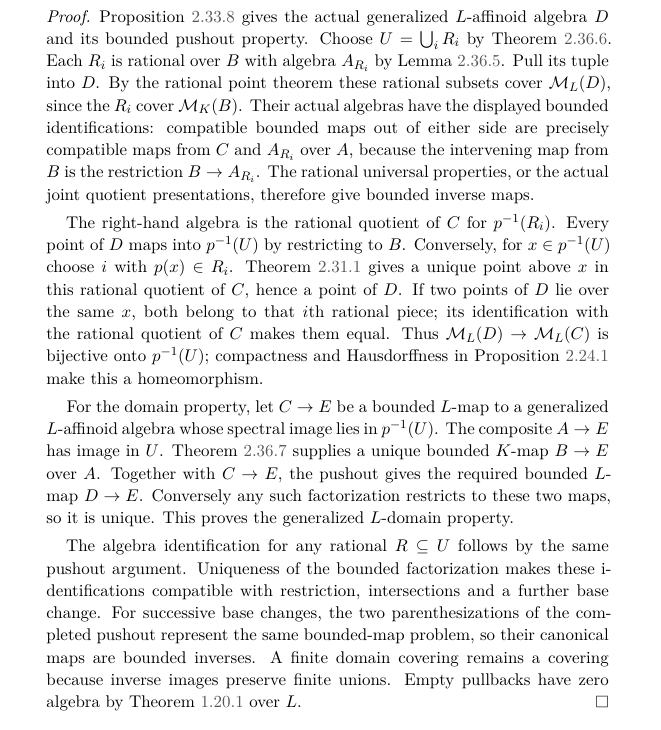 Proof. Proposition 2.33.8 gives the actual generalized L-affinoid algebra D
and its bounded pushout property. Choose U = ⋃ᵢ Rᵢ by Theorem 2.36.6.
Each Rᵢ is rational over B with algebra A_{Rᵢ} by Lemma 2.36.5. Pull its tuple
into D. By the rational point theorem these rational subsets cover ℳ_L(D),
since the Rᵢ cover ℳ_K(B). Their actual algebras have the displayed bounded
identifications: compatible bounded maps out of either side are precisely
compatible maps from C and A_{Rᵢ} over A, because the intervening map from
B is the restriction B → A_{Rᵢ}. The rational universal properties, or the actual
joint quotient presentations, therefore give bounded inverse maps.
The right-hand algebra is the rational quotient of C for p⁻¹(Rᵢ). Every
point of D maps into p⁻¹(U) by restricting to B. Conversely, for x ∈ p⁻¹(U)
choose i with p(x) ∈ Rᵢ. Theorem 2.31.1 gives a unique point above x in
this rational quotient of C, hence a point of D. If two points of D lie over
the same x, both belong to that ith rational piece; its identification with
the rational quotient of C makes them equal. Thus ℳ_L(D) → ℳ_L(C) is
bijective onto p⁻¹(U); compactness and Hausdorffness in Proposition 2.24.1
make this a homeomorphism.
For the domain property, let C → E be a bounded L-map to a generalized
L-affinoid algebra whose spectral image lies in p⁻¹(U). The composite A → E
has image in U. Theorem 2.36.7 supplies a unique bounded K-map B → E
over A. Together with C → E, the pushout gives the required bounded L-
map D → E. Conversely any such factorization restricts to these two maps,
so it is unique. This proves the generalized L-domain property.
The algebra identification for any rational R ⊆ U follows by the same
pushout argument. Uniqueness of the bounded factorization makes these i-
dentifications compatible with restriction, intersections and a further base
change. For successive base changes, the two parenthesizations of the com-
pleted pushout represent the same bounded-map problem, so their canonical
maps are bounded inverses. A finite domain covering remains a covering
because inverse images preserve finite unions. Empty pullbacks have zero
algebra by Theorem 1.20.1 over L. □